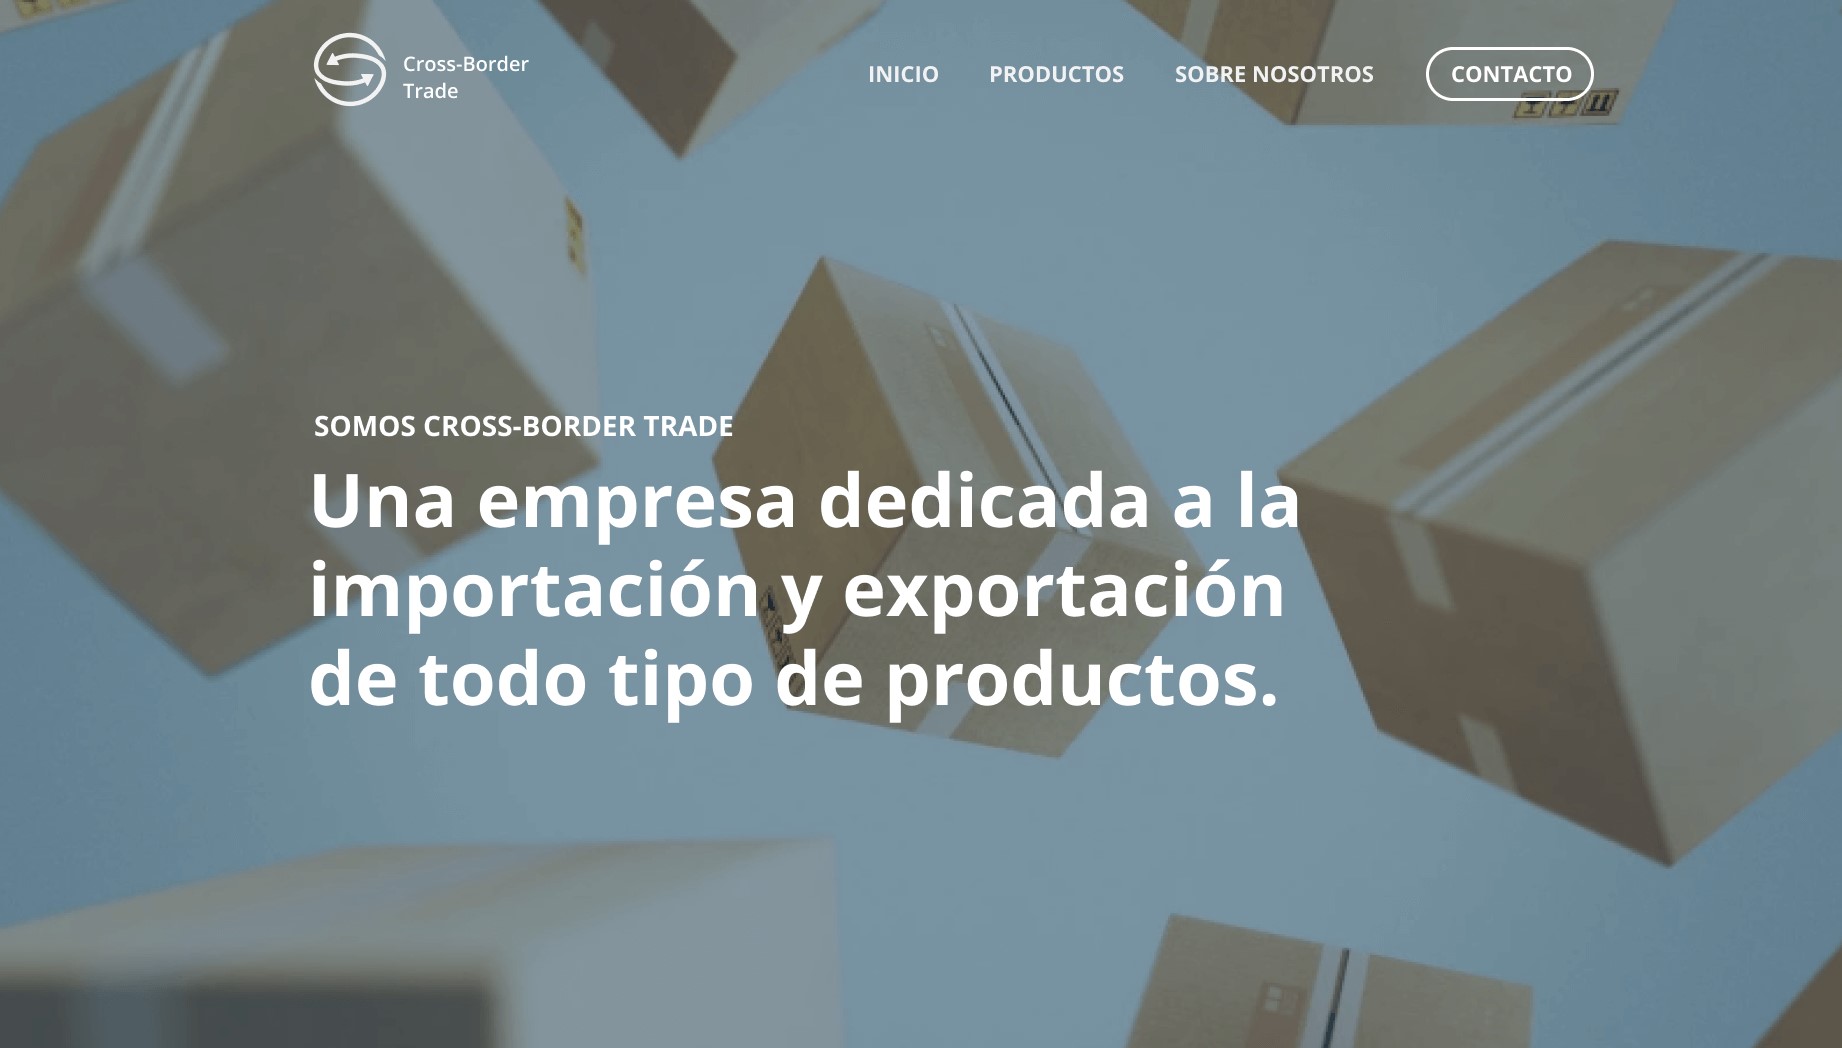 Cross-Border
Trade
INICIO
PRODUCTOS
SOBRE NOSOTROS
CONTACTO
SOMOS CROSS-BORDER TRADE
Una empresa dedicada a la
importación y exportación
de todo tipo de productos.